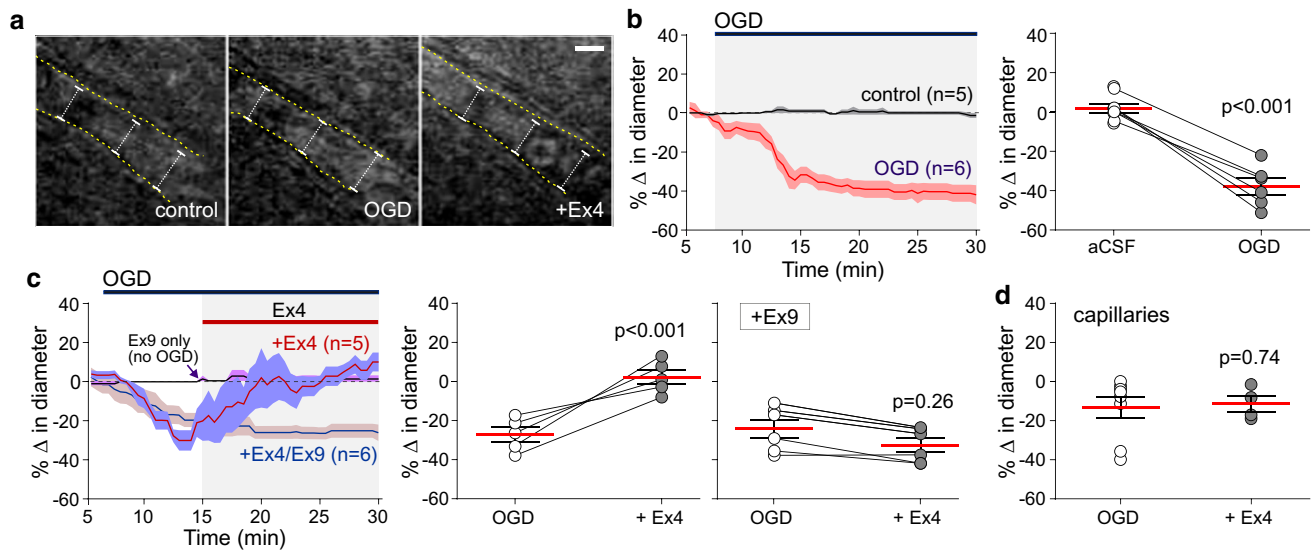 a
control
OGD
+Ex4
b
OGD
40
20
0
-20
-40
-60
% Δ in diameter
control (n=5)
OGD (n=6)
5
10
15
20
25
30
Time (min)
40
20
0
-20
-40
-60
% Δ in diameter
p<0.001
aCSF
OGD
c
OGD
40
20
0
-20
-40
-60
% Δ in diameter
Ex4
Ex9 only
(no OGD)
+Ex4 (n=5)
+Ex4/Ex9 (n=6)
5
10
15
20
25
30
Time (min)
40
20
0
-20
-40
-60
% Δ in diameter
p<0.001
OGD
+ Ex4
+Ex9
p=0.26
OGD
+ Ex4
d
40
20
0
-20
-40
-60
% Δ in diameter
capillaries
p=0.74
OGD
+ Ex4